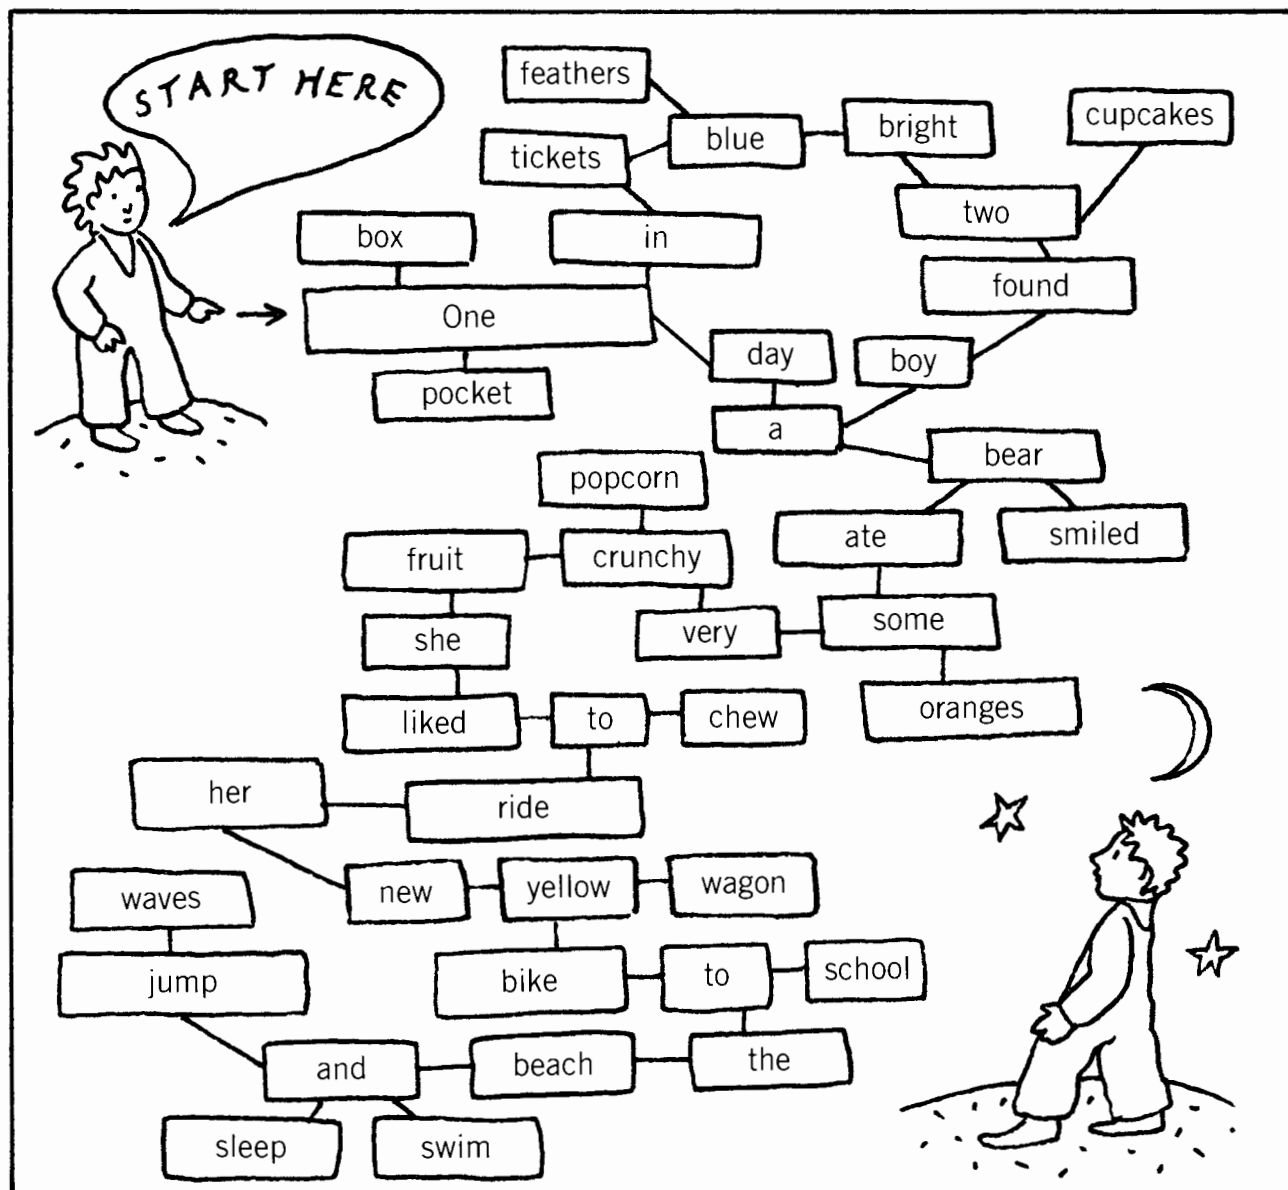 START HERE
feathers
cupcakes
bright
blue
tickets
two
box
in
found
One
day
boy
pocket
a
bear
popcorn
ate
smiled
fruit
crunchy
some
very
she
oranges
liked
to
chew
her
ride
new
yellow
wagon
waves
jump
bike
to
school
and
beach
the
sleep
swim